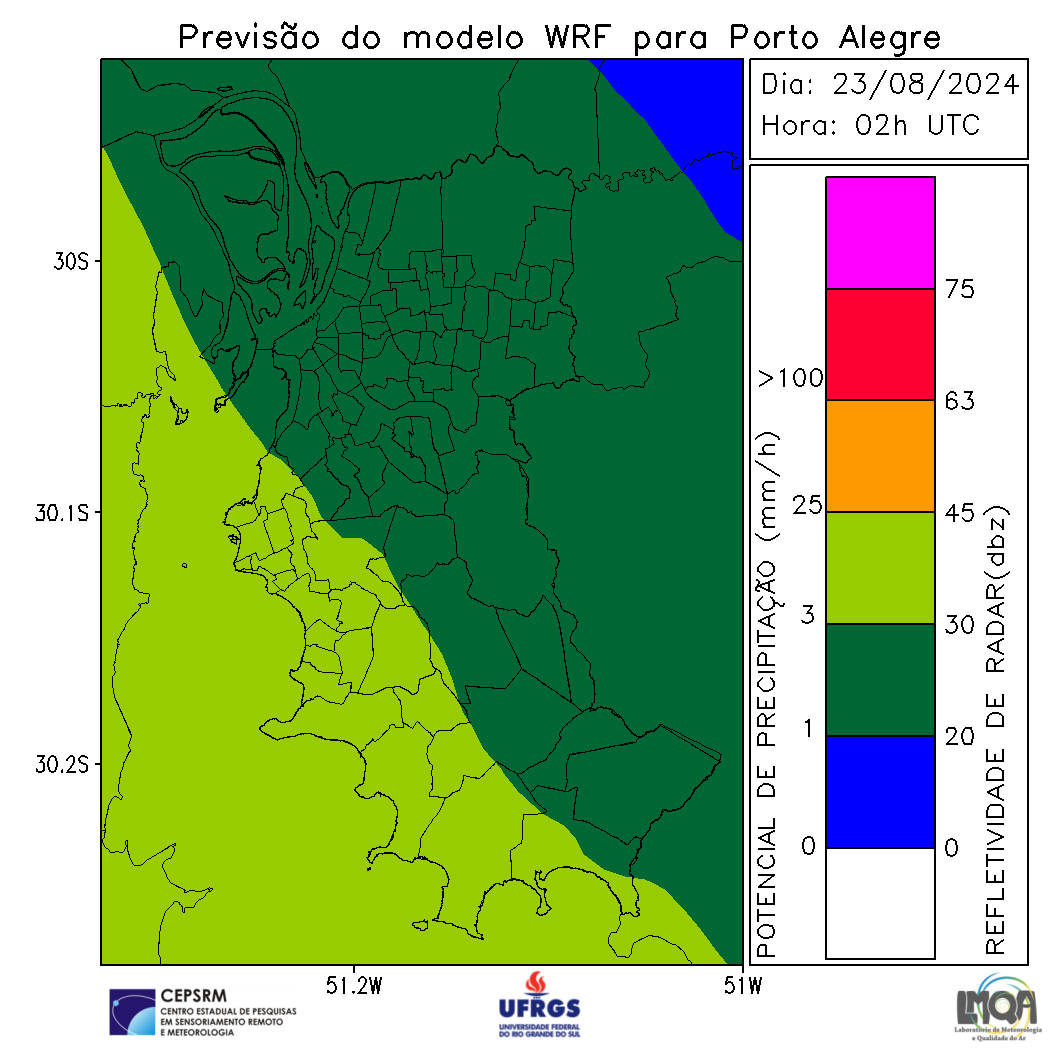 Previsão do modelo WRF para Porto Alegre
Dia: 23/08/2024
Hora: 02h UTC
30S
30.1S
30.2S
51.2W
51W
POTENCIAL DE PRECIPITAÇÃO (mm/h)
>100
25
3
1
0
75
63
45
30
20
0
REFLETIVIDADE DE RADAR(dbz)
CEPSRM
CENTRO ESTADUAL DE PESQUISAS
EM SENSORIAMENTO REMOTO
E METEOROLOGIA
UFRGS
UNIVERSIDADE FEDERAL
DO RIO GRANDE DO SUL
LMQA
Laboratório de Meteorologia
e Qualidade do Ar